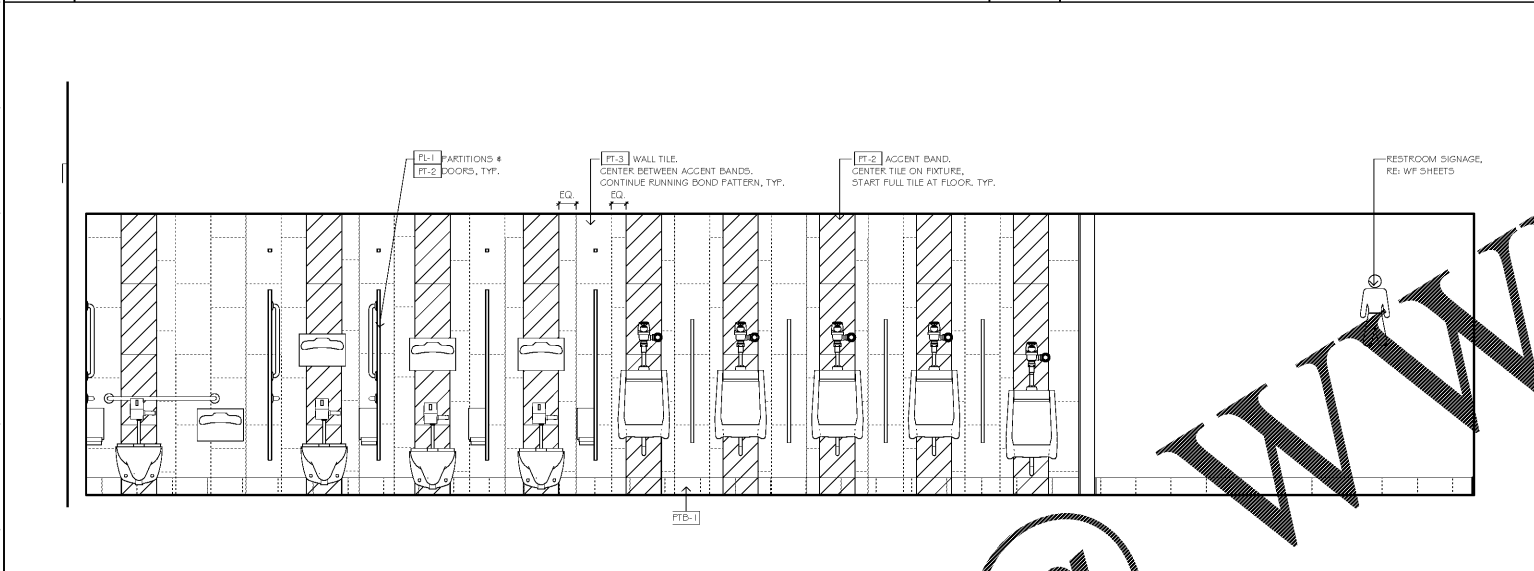 PL-1 PARTITIONS &
PT-2 DOORS, TYP.
PT-3 WALL TILE.
CENTER BETWEEN ACCENT BANDS.
CONTINUE RUNNING BOND PATTERN, TYP.
EQ.
EQ.
PT-2 ACCENT BAND.
CENTER TILE ON FIXTURE,
START FULL TILE AT FLOOR. TYP.
RESTROOM SIGNAGE,
RE: WF SHEETS
PTB-1
WW